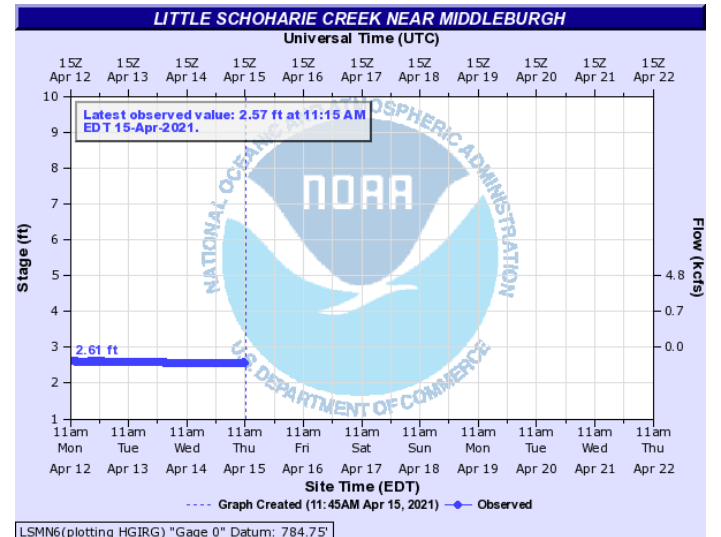 LITTLE SCHOHARIE CREEK NEAR MIDDLEBURGH
Universal Time (UTC)
15Z 15Z 15Z 15Z 15Z 15Z 15Z 15Z 15Z 15Z 15Z
Apr 12 Apr 13 Apr 14 Apr 15 Apr 16 Apr 17 Apr 18 Apr 19 Apr 20 Apr 21 Apr 22
Latest observed value: 2.57 ft at 11:15 AM
EDT 15-Apr-2021.
NATIONAL OCEANIC AND ATMOSPHERIC ADMINISTRATION
NOAA
U.S. DEPARTMENT OF COMMERCE
Stage (ft)
10
9
8
7
6
5
4
3
2
1
2.61 ft
Flow (kcfs)
4.8
0.7
0.0
11am 11am 11am 11am 11am 11am 11am 11am 11am 11am 11am
Mon Tue Wed Thu Fri Sat Sun Mon Tue Wed Thu
Apr 12 Apr 13 Apr 14 Apr 15 Apr 16 Apr 17 Apr 18 Apr 19 Apr 20 Apr 21 Apr 22
Site Time (EDT)
Graph Created (11:45AM Apr 15, 2021) Observed
LSMN6(plotting HGIRG) "Gage 0" Datum: 784.75'